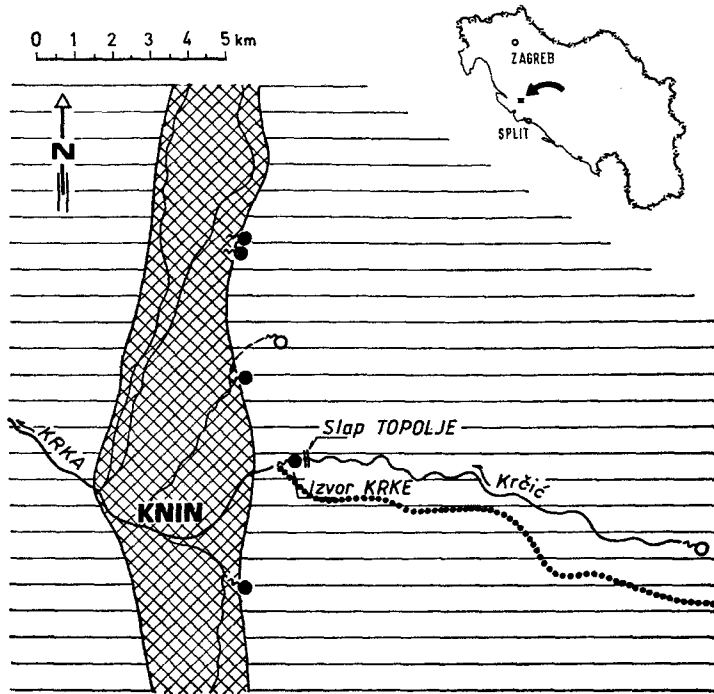 0 1 2 3 4 5 km
ZAGREB
SPLIT
N
Slap TOPOLJE
KRKA
Krčić
Izvor KRKE
KNIN